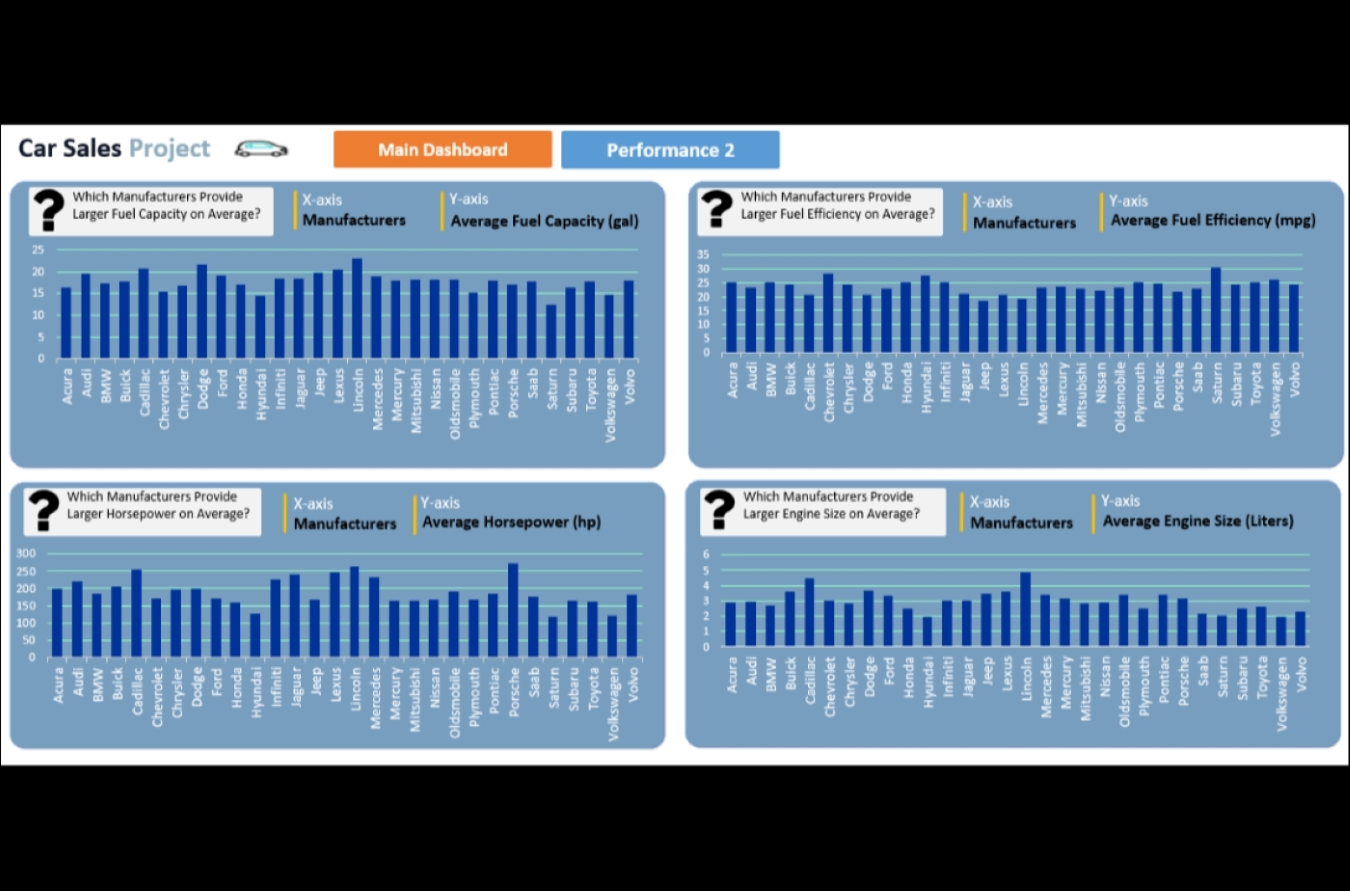 Car Sales Project
Main Dashboard
Performance 2
Which Manufacturers Provide
Larger Fuel Capacity on Average?
X-axis
Manufacturers
Y-axis
Average Fuel Capacity (gal)
25
20
15
10
5
0
Acura
Audi
BMW
Buick
Cadillac
Chevrolet
Chrysler
Dodge
Ford
Honda
Hyundai
Infiniti
Jaguar
Jeep
Lexus
Lincoln
Mercedes
Mercury
Mitsubishi
Nissan
Oldsmobile
Plymouth
Pontiac
Porsche
Saab
Saturn
Subaru
Toyota
Volkswagen
Volvo
Which Manufacturers Provide
Larger Fuel Efficiency on Average?
X-axis
Manufacturers
Y-axis
Average Fuel Efficiency (mpg)
35
30
25
20
15
10
5
0
Acura
Audi
BMW
Buick
Cadillac
Chevrolet
Chrysler
Dodge
Ford
Honda
Hyundai
Infiniti
Jaguar
Jeep
Lexus
Lincoln
Mercedes
Mercury
Mitsubishi
Nissan
Oldsmobile
Plymouth
Pontiac
Porsche
Saab
Saturn
Subaru
Toyota
Volkswagen
Volvo
Which Manufacturers Provide
Larger Horsepower on Average?
X-axis
Manufacturers
Y-axis
Average Horsepower (hp)
300
250
200
150
100
50
0
Acura
Audi
BMW
Buick
Cadillac
Chevrolet
Chrysler
Dodge
Ford
Honda
Hyundai
Infiniti
Jaguar
Jeep
Lexus
Lincoln
Mercedes
Mercury
Mitsubishi
Nissan
Oldsmobile
Plymouth
Pontiac
Porsche
Saab
Saturn
Subaru
Toyota
Volkswagen
Volvo
Which Manufacturers Provide
Larger Engine Size on Average?
X-axis
Manufacturers
Y-axis
Average Engine Size (Liters)
6
5
4
3
2
1
0
Acura
Audi
BMW
Buick
Cadillac
Chevrolet
Chrysler
Dodge
Ford
Honda
Hyundai
Infiniti
Jaguar
Jeep
Lexus
Lincoln
Mercedes
Mercury
Mitsubishi
Nissan
Oldsmobile
Plymouth
Pontiac
Porsche
Saab
Saturn
Subaru
Toyota
Volkswagen
Volvo